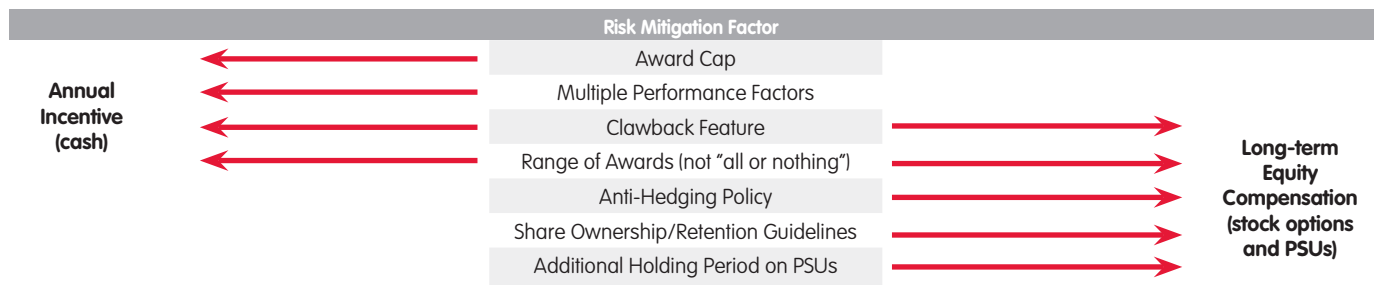 Risk Mitigation Factor
Annual
Incentive
(cash)
Award Cap
Multiple Performance Factors
Clawback Feature
Range of Awards (not "all or nothing")
Anti-Hedging Policy
Share Ownership/Retention Guidelines
Additional Holding Period on PSUs
Long-term
Equity
Compensation
(stock options
and PSUs)